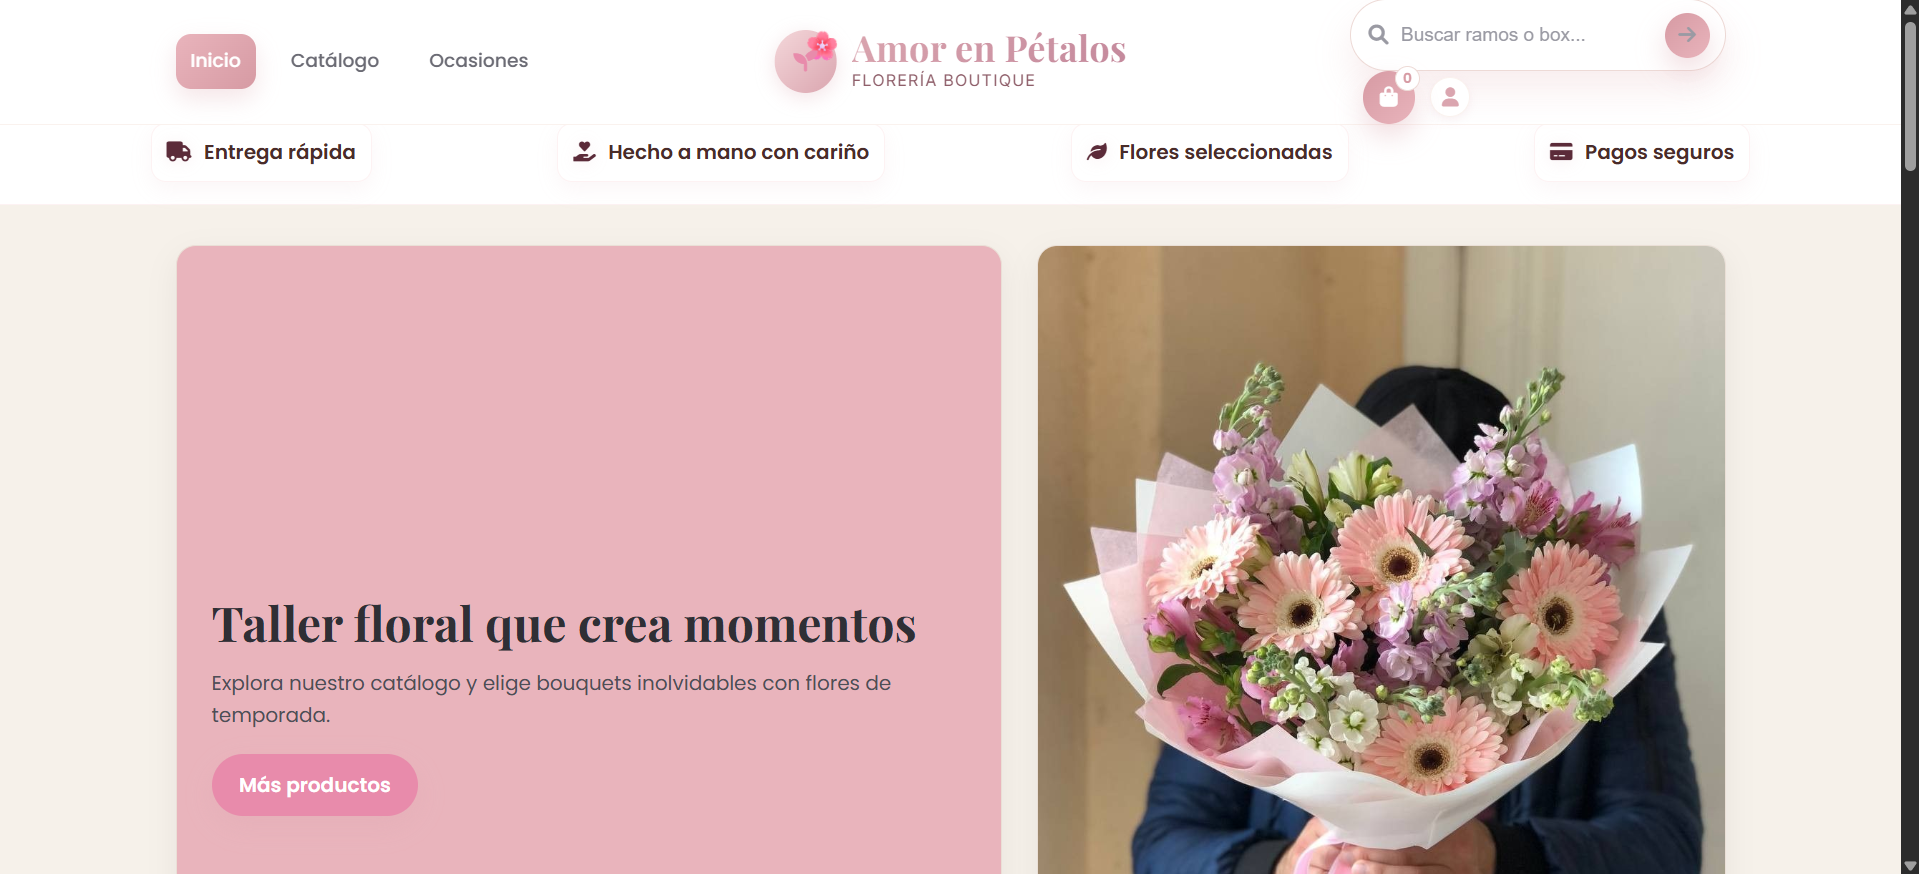 Inicio
Catálogo
Ocasiones
Amor en Pétalos
FLORERÍA BOUTIQUE
Buscar ramos o box...
0
Entrega rápida
Hecho a mano con cariño
Flores seleccionadas
Pagos seguros
Taller floral que crea momentos
Explora nuestro catálogo y elige bouquets inolvidables con flores de
temporada.
Más productos